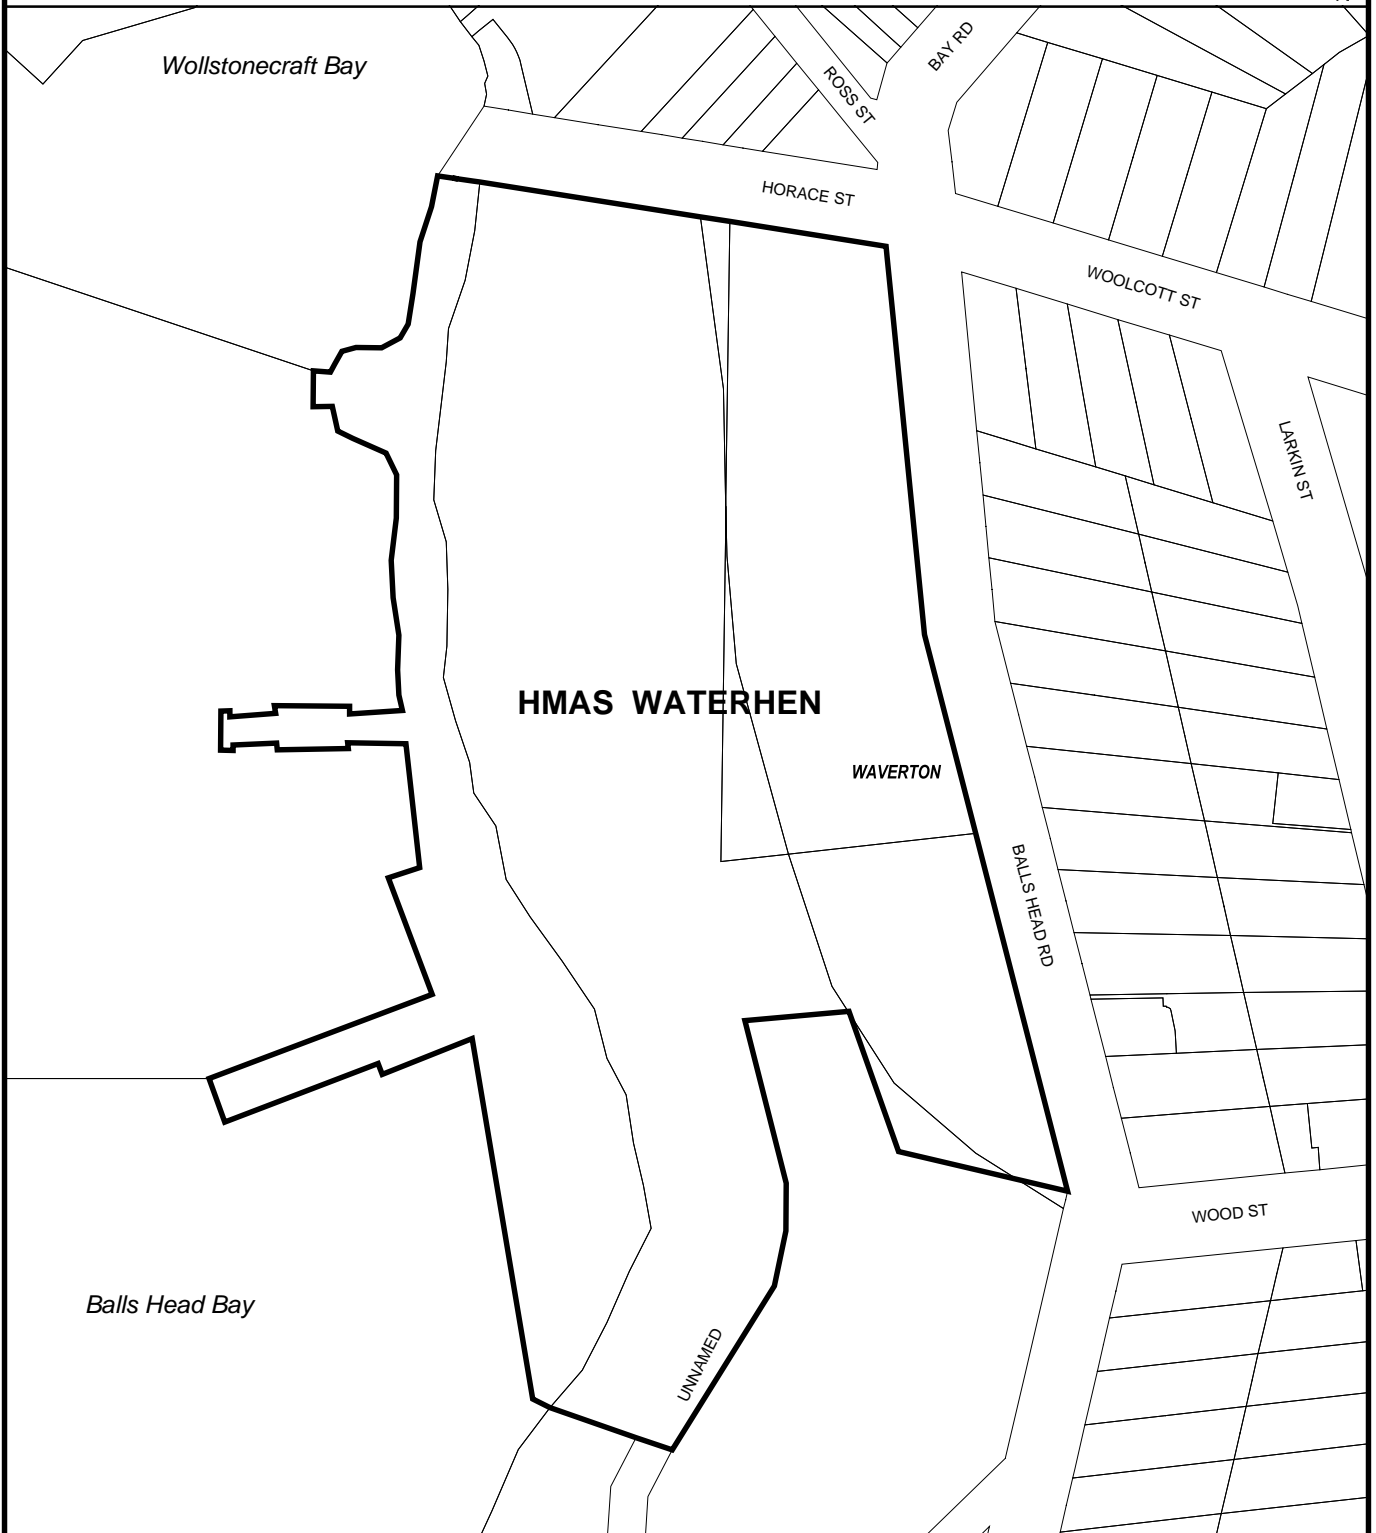 Wollstonecraft Bay
BAY RD
ROSS ST
HORACE ST
WOOLCOTT ST
LARKIN ST
HMAS WATERHEN
WAVERTON
BALLS HEAD RD
WOOD ST
Balls Head Bay
UNNAMED